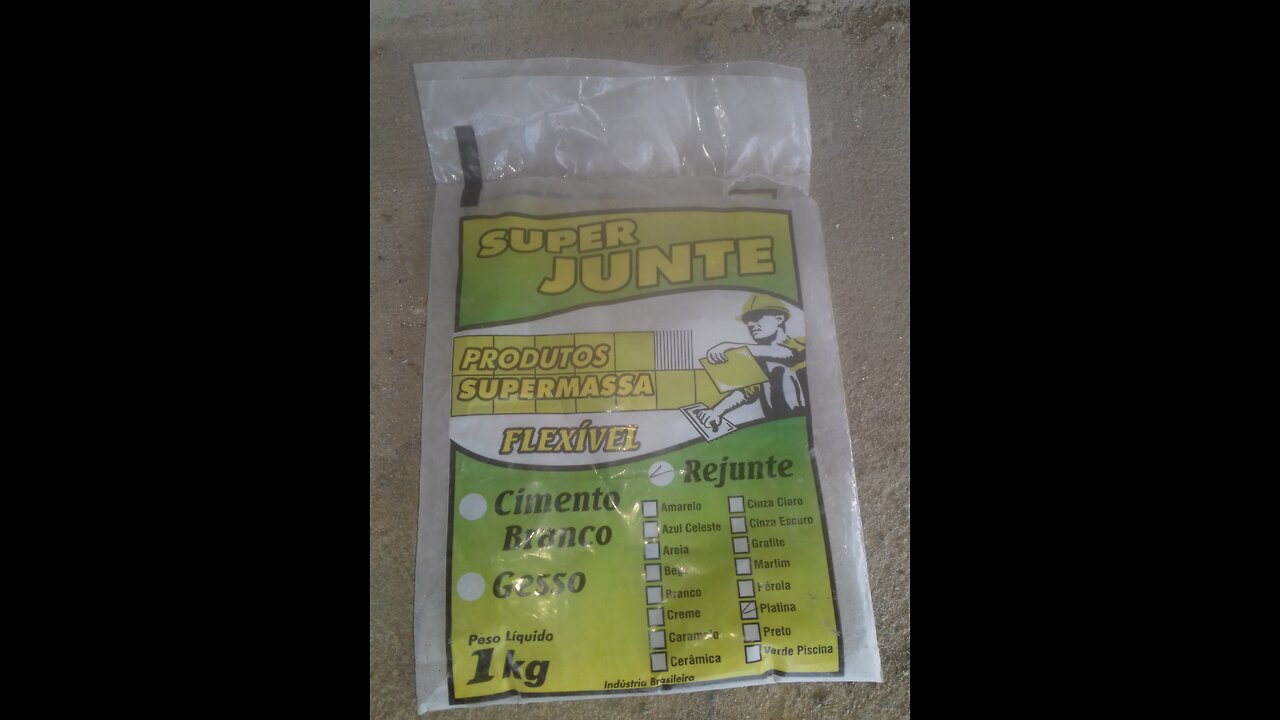 SUPER
JUNTE
PRODUTOS
SUPERMASSA
FLEXÍVEL
Rejunte
Cimento
Branco
Gesso
Amarelo
Azul Celeste
Areia
Bege
Branco
Creme
Caramelo
Cerâmica
Cinza Claro
Cinza Escuro
Grafite
Marfim
Pérola
Platina
Preto
Verde Piscina
Peso Líquido
1kg
Indústria Brasileira